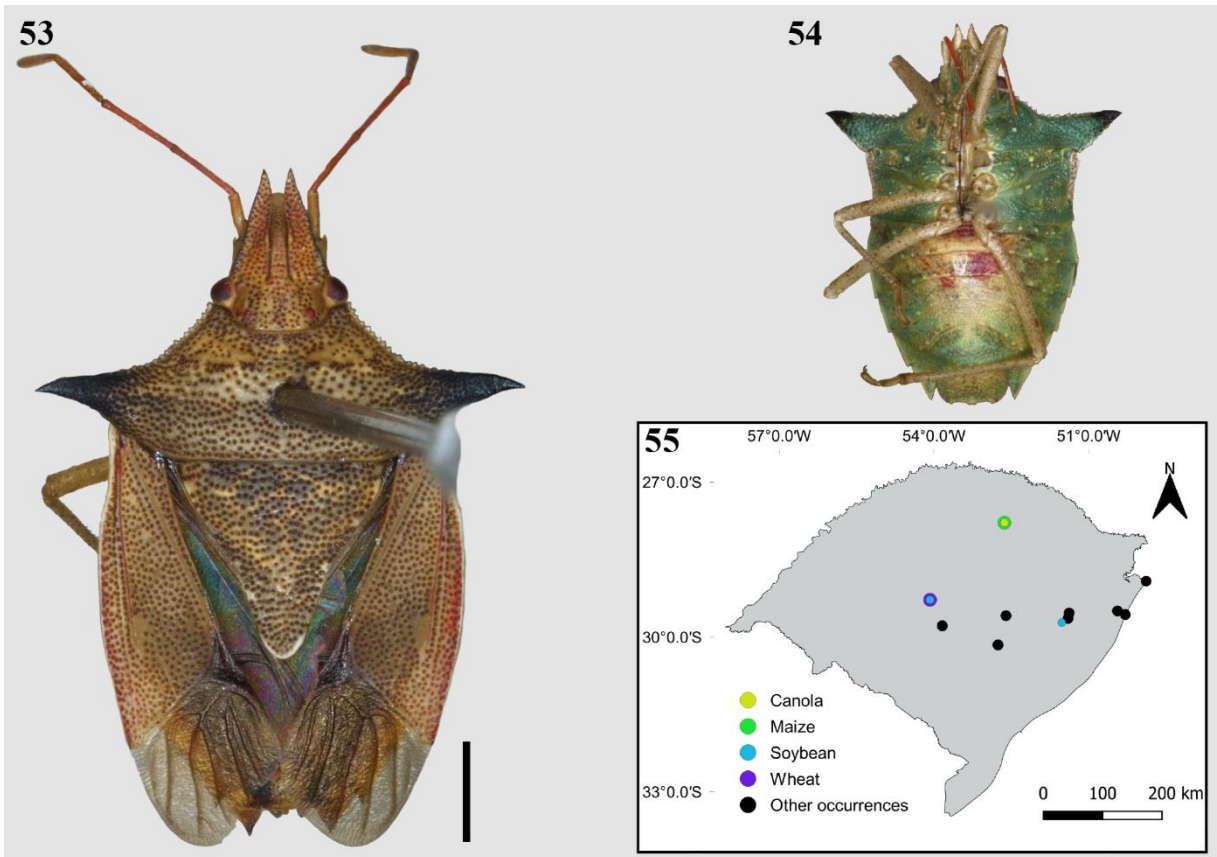 53
54
55
57°0.0'W 54°0.0'W 51°0.0'W
27°0.0'S
30°0.0'S
33°0.0'S
N
Canola
Maize
Soybean
Wheat
Other occurrences
0 100 200 km